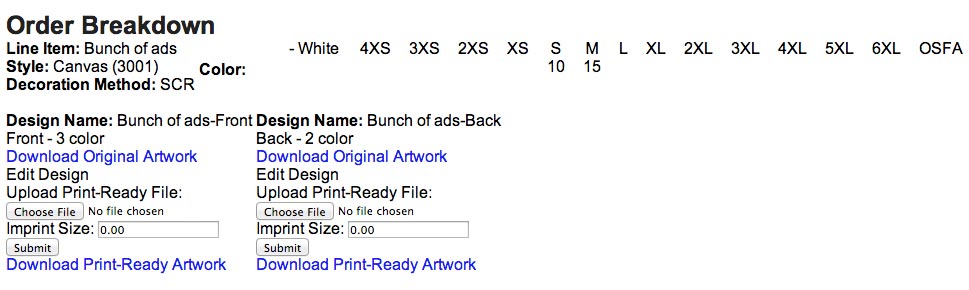 Order Breakdown
Line Item: Bunch of ads
Style: Canvas (3001)
Decoration Method: SCR
Color:
- White 4XS 3XS 2XS XS S M L XL 2XL 3XL 4XL 5XL 6XL OSFA
10 15
Design Name: Bunch of ads-Front
Front - 3 color
Download Original Artwork
Edit Design
Upload Print-Ready File:
Choose File No file chosen
Imprint Size: 0.00
Submit
Download Print-Ready Artwork
Design Name: Bunch of ads-Back
Back - 2 color
Download Original Artwork
Edit Design
Upload Print-Ready File:
Choose File No file chosen
Imprint Size: 0.00
Submit
Download Print-Ready Artwork